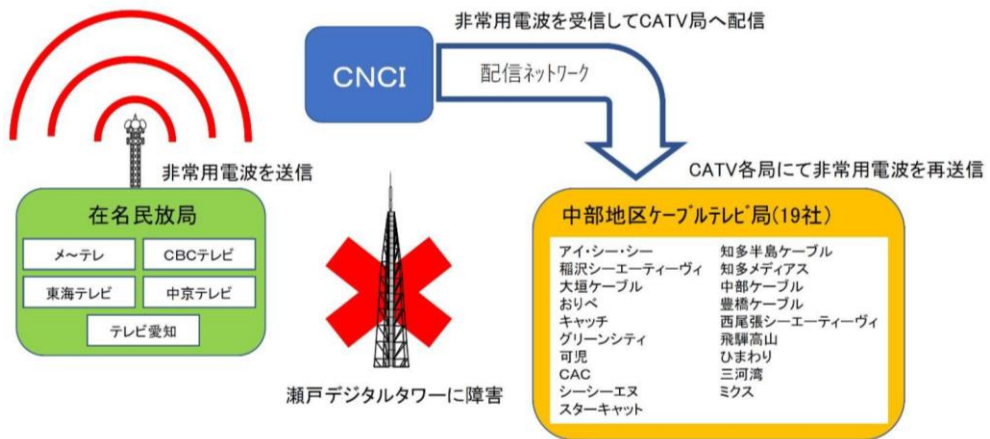 非常用電波を受信してCATV局へ配信
CNCI
配信ネットワーク
非常用電波を送信
CATV各局にて非常用電波を再送信
在名民放局
メ～テレ
CBCテレビ
東海テレビ
中京テレビ
テレビ愛知
瀬戸デジタルタワーに障害
中部地区ケーブルテレビ局(19社)
アイ・シー・シー
稲沢シーエーティーヴィ
大垣ケーブル
おりべ
キャッチ
グリーンシティ
可児
CAC
シーシーエヌ
スターキャット
知多半島ケーブル
知多メディアス
中部ケーブル
豊橋ケーブル
西尾張シーエーティーヴィ
飛騨高山
ひまわり
三河湾
ミクス